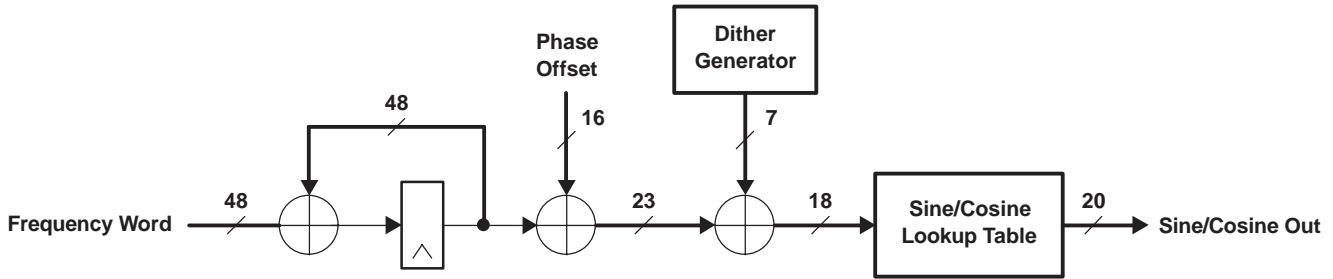 Phase
Offset
Dither
Generator
48
16
7
Frequency Word
48
23
18
Sine/Cosine
Lookup Table
20
Sine/Cosine Out